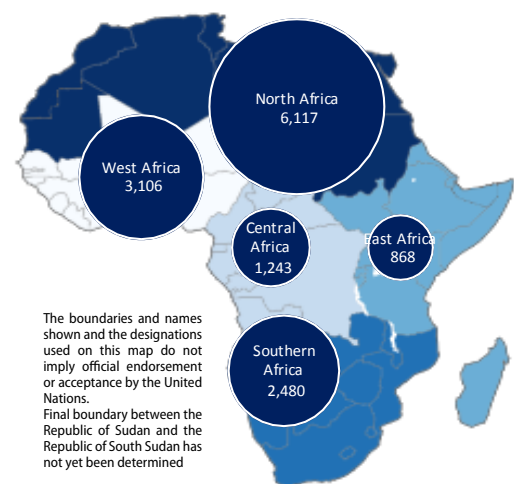 North Africa
6,117
West Africa
3,106
Central
Africa
1,243
East Africa
868
Southern
Africa
2,480
The boundaries and names
shown and the designations
used on this map do not
imply official endorsement
or acceptance by the United
Nations.
Final boundary between the
Republic of Sudan and the
Republic of South Sudan has
not yet been determined